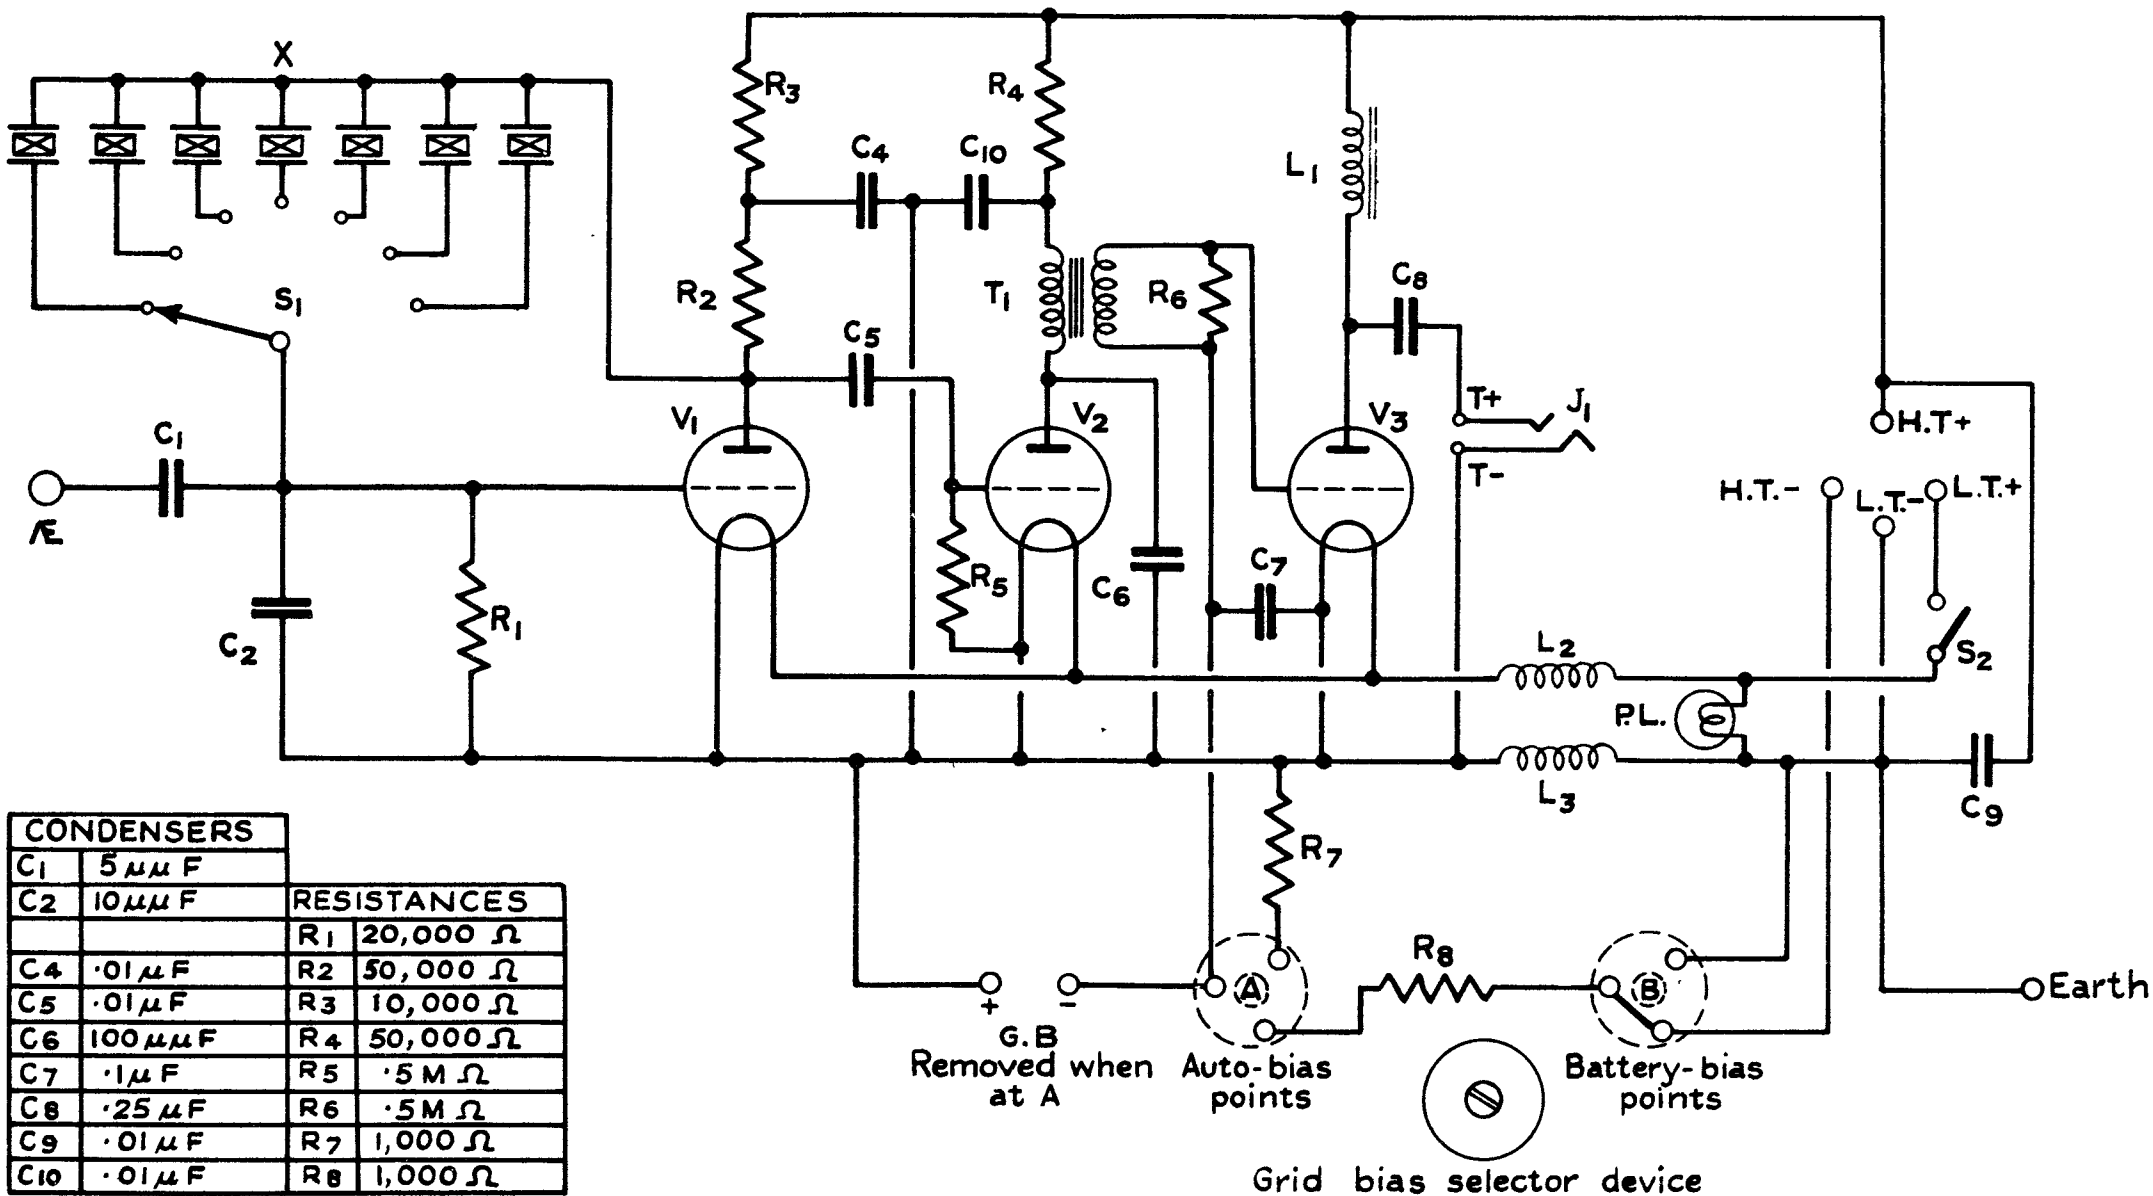 X
R3
R4
C4
C10
L1
S1
R2
T1
R6
C8
C5
V1
V2
V3
T+
J1
H.T+
C1
Æ
T-
H.T.-
L.T.-
L.T.+
R5
C6
C7
R1
C2
L2
S2
P.L.
L3
C9
R7
CONDENSERS
C1 5μμF
C2 10μμF RESISTANCES
R1 20,000 Ω
C4 ·01μF R2 50,000 Ω
C5 ·01μF R3 10,000 Ω
C6 100μμF R4 50,000Ω
C7 ·1μF R5 ·5MΩ
C8 ·25μF R6 ·5MΩ
C9 ·01μF R7 1,000 Ω
C10 ·01μF R8 1,000 Ω
+ -
G.B
Removed when
at A
A
Auto-bias
points
R8
B
Battery-bias
points
Earth
Grid bias selector device